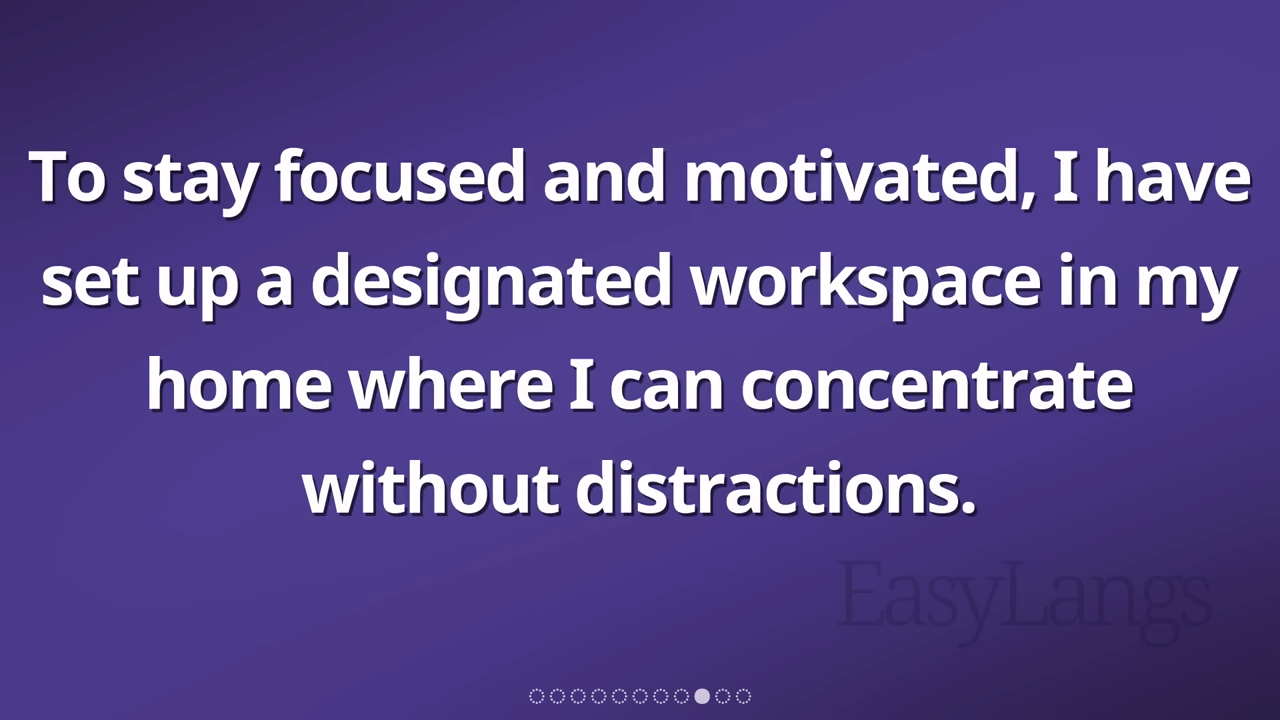 To stay focused and motivated, I have
set up a designated workspace in my
home where I can concentrate
without distractions.
EasyLangs